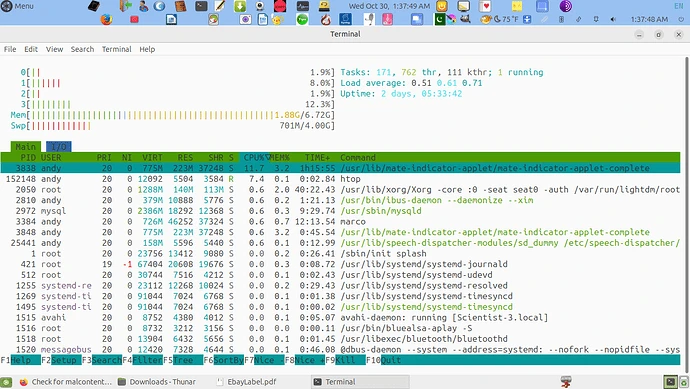 Menu Wed Oct 30, 1:37:49 AM EN
75 °F 1:37:48 AM
Terminal
File Edit View Search Terminal Help
0[|| 1.9%] Tasks: 171, 762 thr, 111 kthr; 1 running
1[|||||| 8.0%] Load average: 0.51 0.61 0.71
2[|| 1.9%] Uptime: 2 days, 05:33:42
3[|||||||| 12.3%]
Mem[ 1.88G/6.72G]
Swp[ 701M/4.00G]
Main I/O
PID USER PRI NI VIRT RES SHR S CPU%▽MEM% TIME+ Command
3838 andy 20 0 775M 223M 37248 S 11.7 3.2 1h15:55 /usr/lib/mate-indicator-applet/mate-indicator-applet-complete
152148 andy 20 0 12092 5504 3584 R 7.4 0.1 0:02.84 htop
2050 root 20 0 1288M 140M 113M S 0.6 2.0 40:22.43 /usr/lib/xorg/Xorg -core :0 -seat seat0 -auth /var/run/lightdm/root
2810 andy 20 0 379M 10888 5776 S 0.6 0.2 4:10.71 /usr/bin/ibus-daemon --daemonize --xim
2972 mysql 20 0 2386M 18292 12368 S 0.6 0.3 9:29.74 /usr/sbin/mysqld
3384 andy 20 0 726M 46252 37324 S 0.6 0.7 12:13.54 marco
3848 andy 20 0 775M 223M 37248 S 0.6 3.2 0:45.54 /usr/lib/mate-indicator-applet/mate-indicator-applet-complete
25441 andy 20 0 158M 5596 5440 S 0.6 0.1 0:12.99 /usr/lib/speech-dispatcher-modules/sd_dummy /etc/speech-dispatcher/
1 root 20 0 23756 13412 9080 S 0.0 0.2 0:26.41 /sbin/init splash
421 root 19 -1 67404 20608 19676 S 0.0 0.3 0:08.72 /usr/lib/systemd/systemd-journald
512 root 20 0 30744 7516 4212 S 0.0 0.1 0:02.43 /usr/lib/systemd/systemd-udevd
1255 systemd-re 20 0 23112 12268 10024 S 0.0 0.2 0:29.43 /usr/lib/systemd/systemd-resolved
1269 systemd-ti 20 0 91044 7024 6768 S 0.0 0.1 0:01.38 /usr/lib/systemd/systemd-timesyncd
1495 systemd-ti 20 0 91044 7024 6768 S 0.0 0.1 0:00.02 /usr/lib/systemd/systemd-timesyncd
1515 avahi 20 0 8752 4380 4012 S 0.0 0.1 0:05.07 avahi-daemon: running [Scientist-3.local]
1516 root 20 0 8732 3212 3156 S 0.0 0.0 0:00.11 /usr/bin/bluealsa-aplay -S
1518 root 20 0 13904 6432 5656 S 0.0 0.1 0:45.01 /usr/libexec/bluetooth/bluetoothd
1520 messagebus 20 0 12420 7328 4644 S 0.0 0.1 0:46.08 @dbus-daemon --system --address=systemd: --nofork --nopidfile --sys
F1Help F2Setup F3SearchF4FilterF5Tree F6SortByF7Nice -F8Nice +F9Kill F10Quit
Check for malcontent... Downloads - Thunar EbayLabel.pdf Terminal